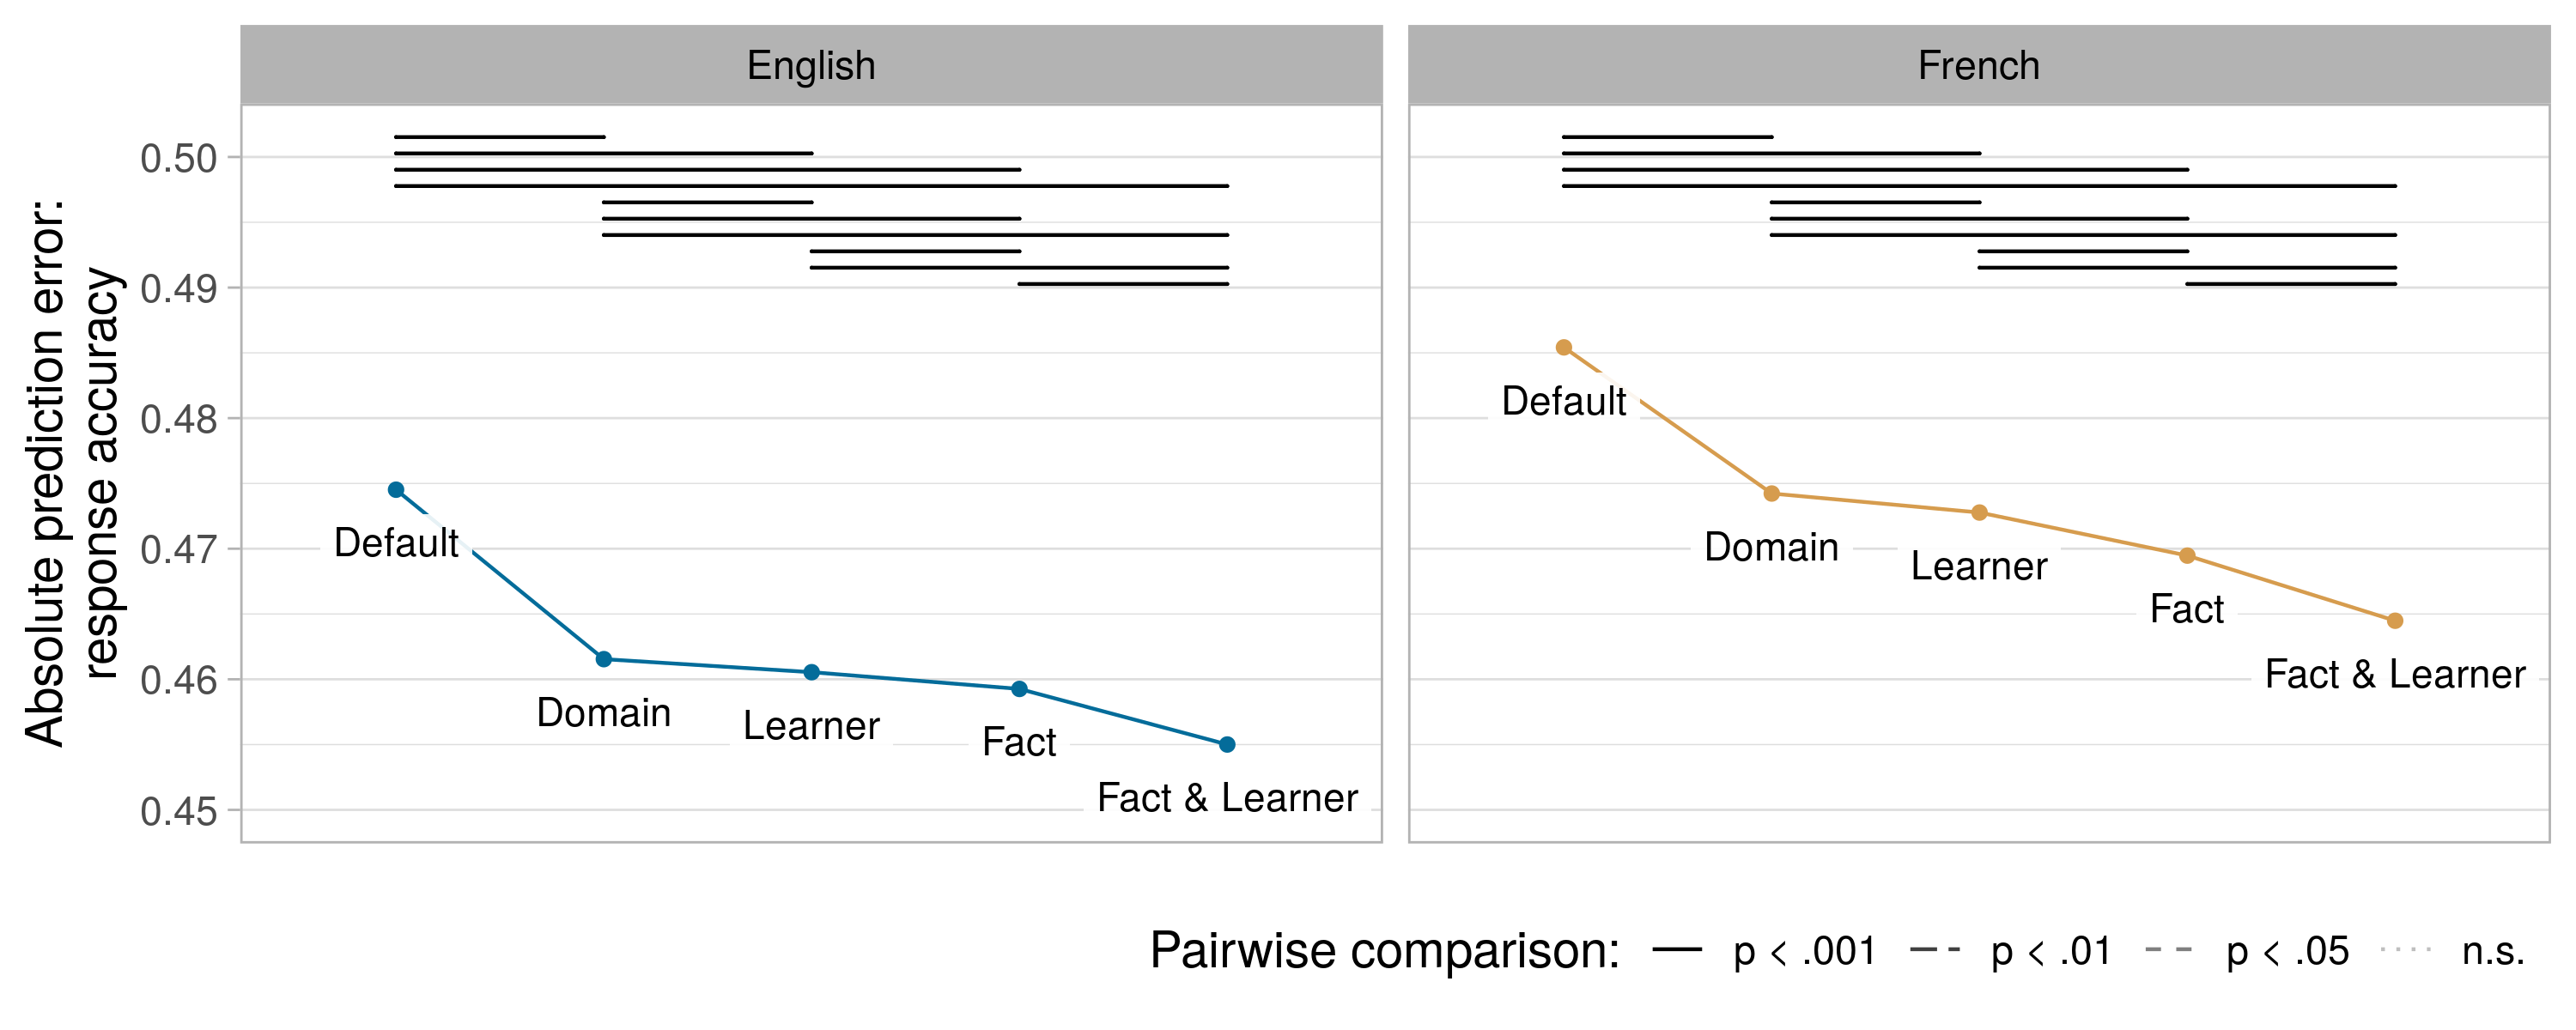 English
French
Absolute prediction error:
response accuracy
0.50
0.49
0.48
0.47
0.46
0.45
Default
Domain
Learner
Fact
Fact & Learner
Default
Domain
Learner
Fact
Fact & Learner
Pairwise comparison: p < .001 p < .01 p < .05 n.s.